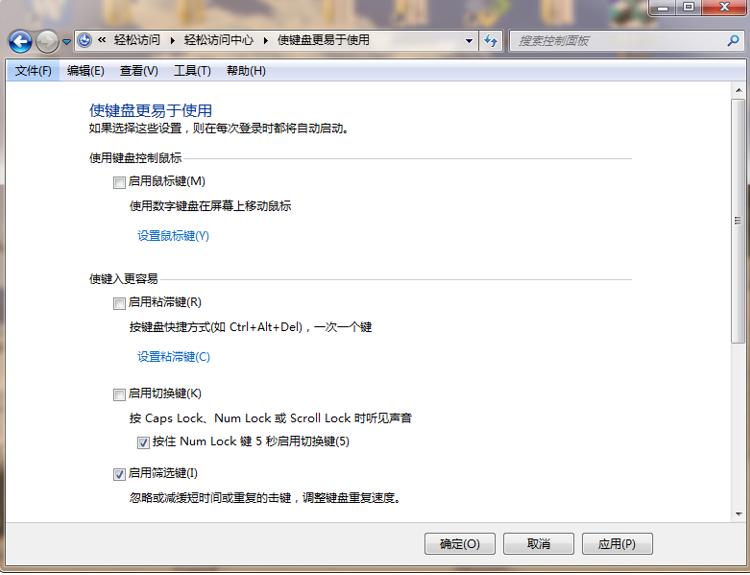 « 轻松访问 ▸ 轻松访问中心 ▸ 使键盘更易于使用
搜索控制面板
文件(F) 编辑(E) 查看(V) 工具(T) 帮助(H)
使键盘更易于使用
如果选择这些设置，则在每次登录时都将自动启动。
使用键盘控制鼠标
启用鼠标键(M)
使用数字键盘在屏幕上移动鼠标
设置鼠标键(Y)
使键入更容易
启用粘滞键(R)
按键盘快捷方式(如 Ctrl+Alt+Del)，一次一个键
设置粘滞键(C)
启用切换键(K)
按 Caps Lock、Num Lock 或 Scroll Lock 时听见声音
按住 Num Lock 键 5 秒启用切换键(5)
启用筛选键(I)
忽略或减缓短时间或重复的击键，调整键盘重复速度。
确定(O) 取消 应用(P)